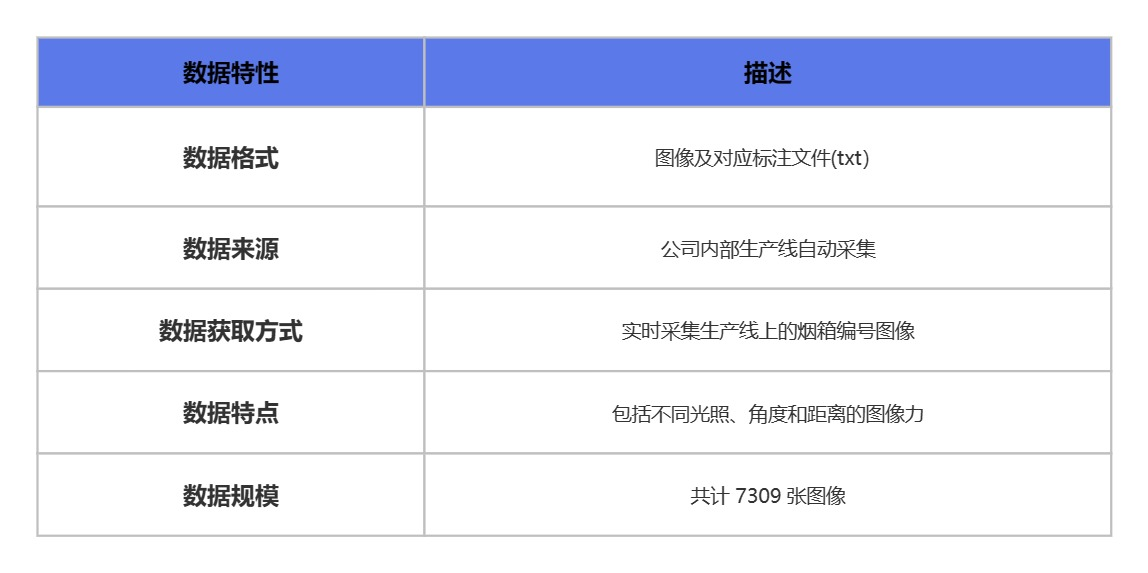 数据特性 描述
数据格式 图像及对应标注文件(txt)
数据来源 公司内部生产线自动采集
数据获取方式 实时采集生产线上的烟箱编号图像
数据特点 包括不同光照、角度和距离的图像力
数据规模 共计 7309 张图像